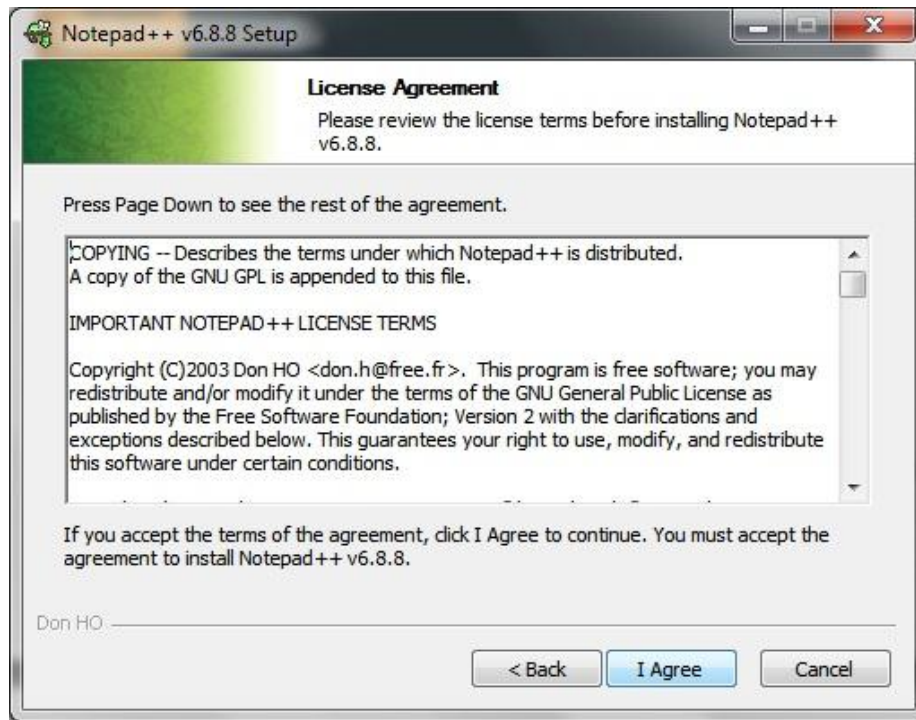 Notepad++ v6.8.8 Setup
License Agreement
Please review the license terms before installing Notepad++
v6.8.8.
Press Page Down to see the rest of the agreement.
COPYING -- Describes the terms under which Notepad++ is distributed.
A copy of the GNU GPL is appended to this file.
IMPORTANT NOTEPAD++ LICENSE TERMS
Copyright (C)2003 Don HO <don.h@free.fr>.  This program is free software; you may
redistribute and/or modify it under the terms of the GNU General Public License as
published by the Free Software Foundation; Version 2 with the clarifications and
exceptions described below. This guarantees your right to use, modify, and redistribute
this software under certain conditions.
If you accept the terms of the agreement, click I Agree to continue. You must accept the
agreement to install Notepad++ v6.8.8.
Don HO
< Back
I Agree
Cancel